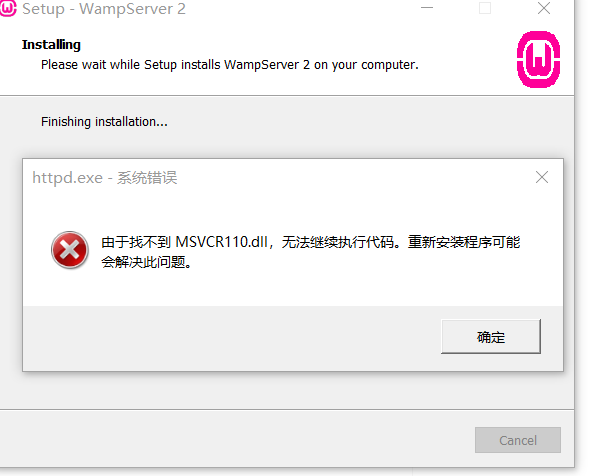 Setup - WampServer 2
Installing
Please wait while Setup installs WampServer 2 on your computer.
Finishing installation...
httpd.exe - 系统错误
由于找不到 MSVCR110.dll，无法继续执行代码。重新安装程序可能
会解决此问题。
确定
Cancel